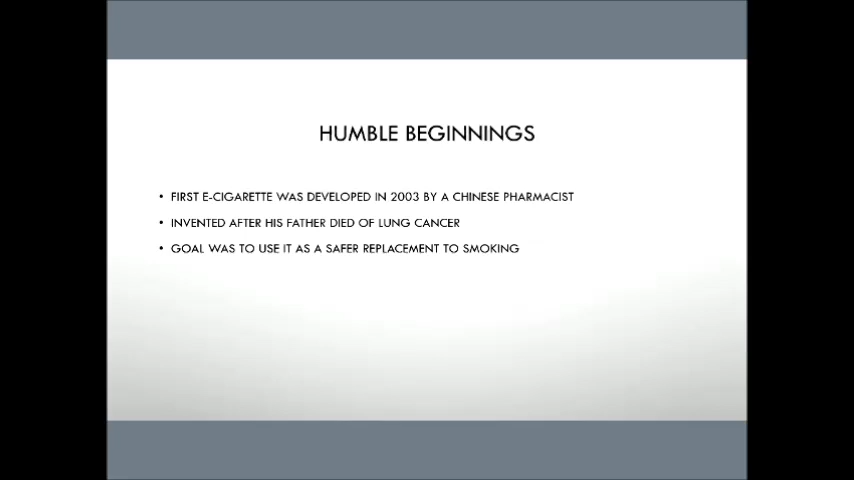 HUMBLE BEGINNINGS
• FIRST E-CIGARETTE WAS DEVELOPED IN 2003 BY A CHINESE PHARMACIST
• INVENTED AFTER HIS FATHER DIED OF LUNG CANCER
• GOAL WAS TO USE IT AS A SAFER REPLACEMENT TO SMOKING